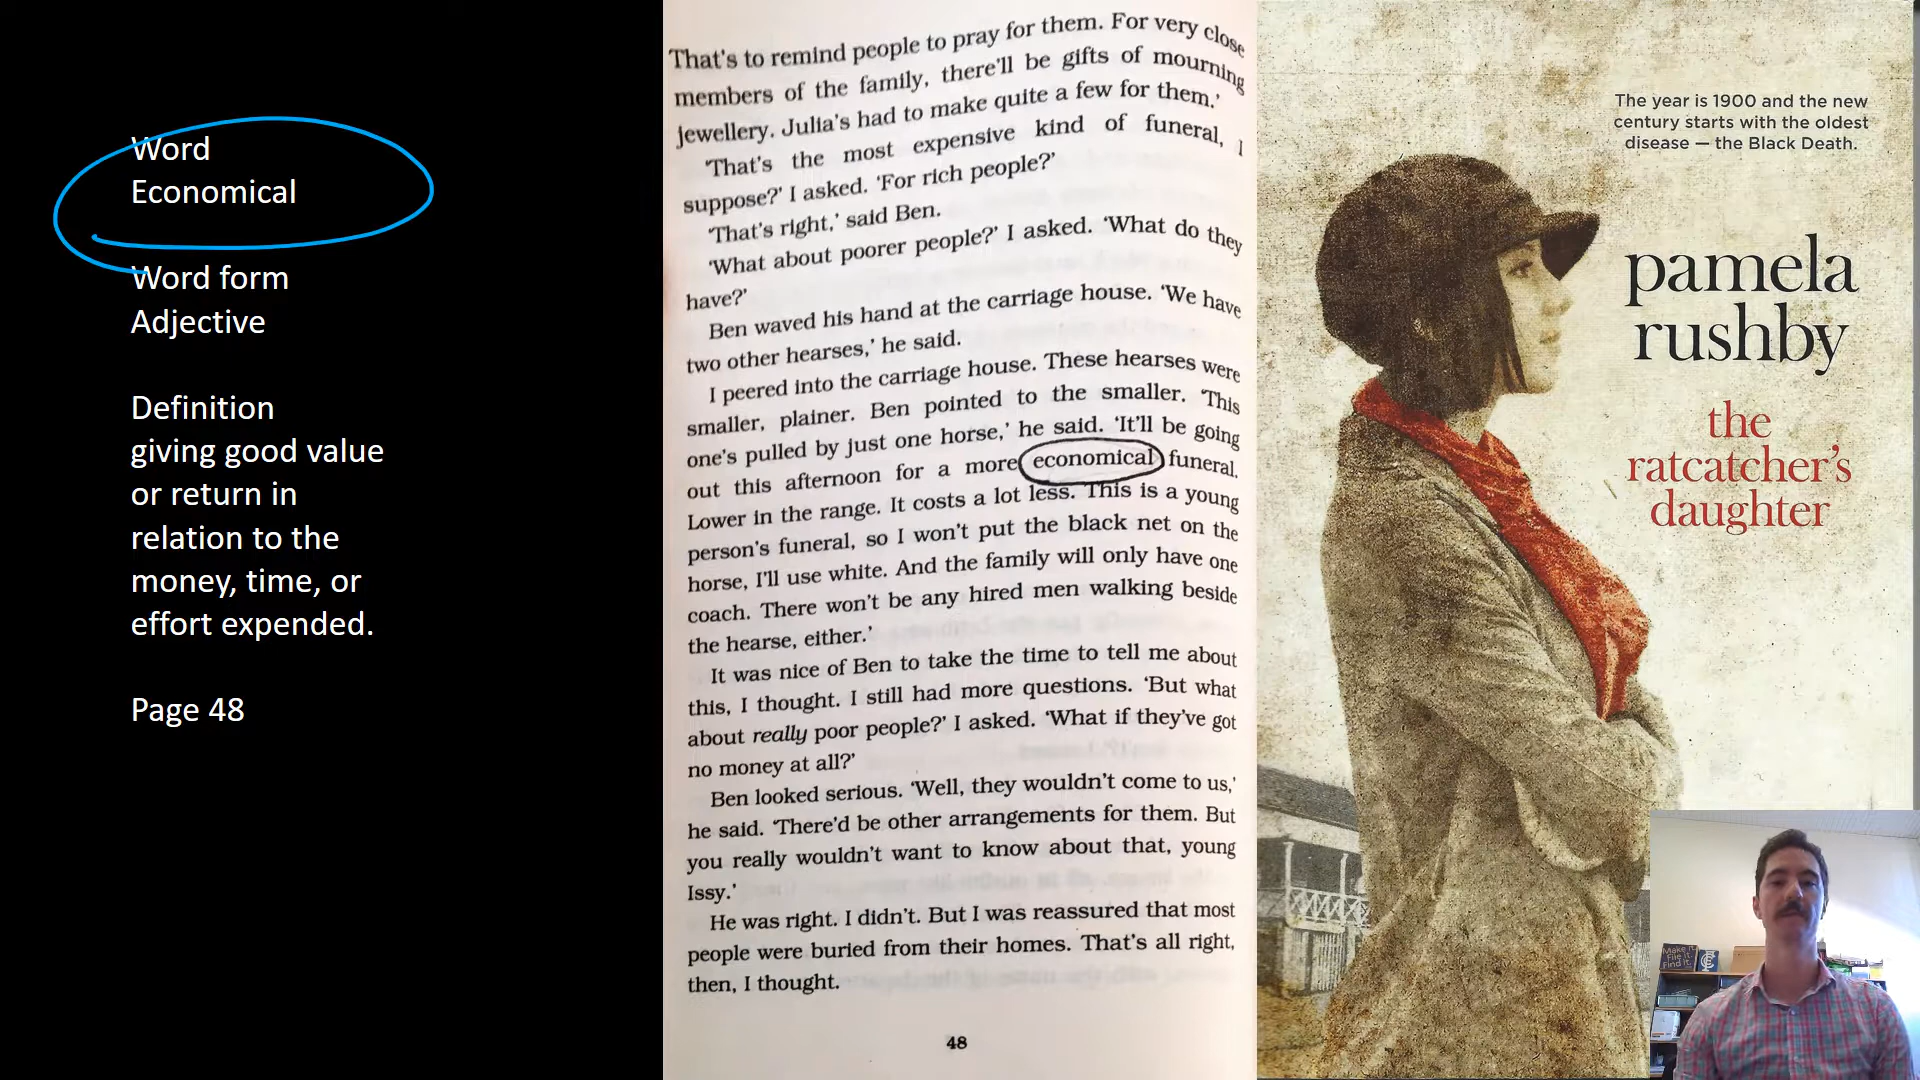 Word
Economical
Word form
Adjective
Definition
giving good value
or return in
relation to the
money, time, or
effort expended.
Page 48
That's to remind people to pray for them. For very close
members of the family, there'll be gifts of mourning
jewellery. Julia's had to make quite a few for them.'
'That's the most expensive kind of funeral, I
suppose?' I asked. 'For rich people?'
'That's right,' said Ben.
'What about poorer people?' I asked. 'What do they
have?'
Ben waved his hand at the carriage house. 'We have
two other hearses,' he said.
I peered into the carriage house. These hearses were
smaller, plainer. Ben pointed to the smaller. 'This
one's pulled by just one horse,' he said. 'It'll be going
out this afternoon for a more economical funeral.
Lower in the range. It costs a lot less. This is a young
person's funeral, so I won't put the black net on the
horse, I'll use white. And the family will only have one
coach. There won't be any hired men walking beside
the hearse, either.'
It was nice of Ben to take the time to tell me about
this, I thought. I still had more questions. 'But what
about really poor people?' I asked. 'What if they've got
no money at all?'
Ben looked serious. 'Well, they wouldn't come to us,'
he said. 'There'd be other arrangements for them. But
you really wouldn't want to know about that, young
Issy.'
He was right. I didn't. But I was reassured that most
people were buried from their homes. That's all right,
then, I thought.
48
The year is 1900 and the new
century starts with the oldest
disease — the Black Death.
pamela
rushby
the
ratcatcher's
daughter
Make it.
File it.
Find it.